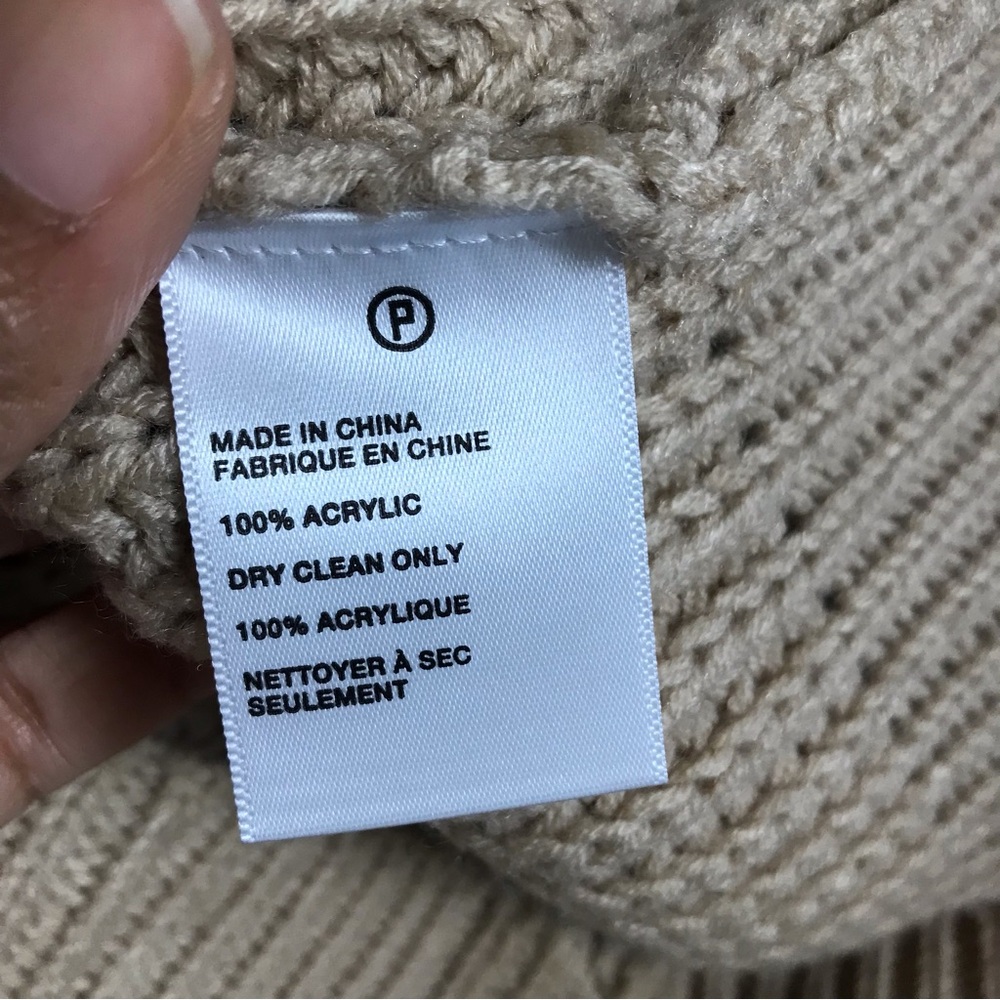 P
MADE IN CHINA
FABRIQUE EN CHINE
100% ACRYLIC
DRY CLEAN ONLY
100% ACRYLIQUE
NETTOYER À SEC
SEULEMENT